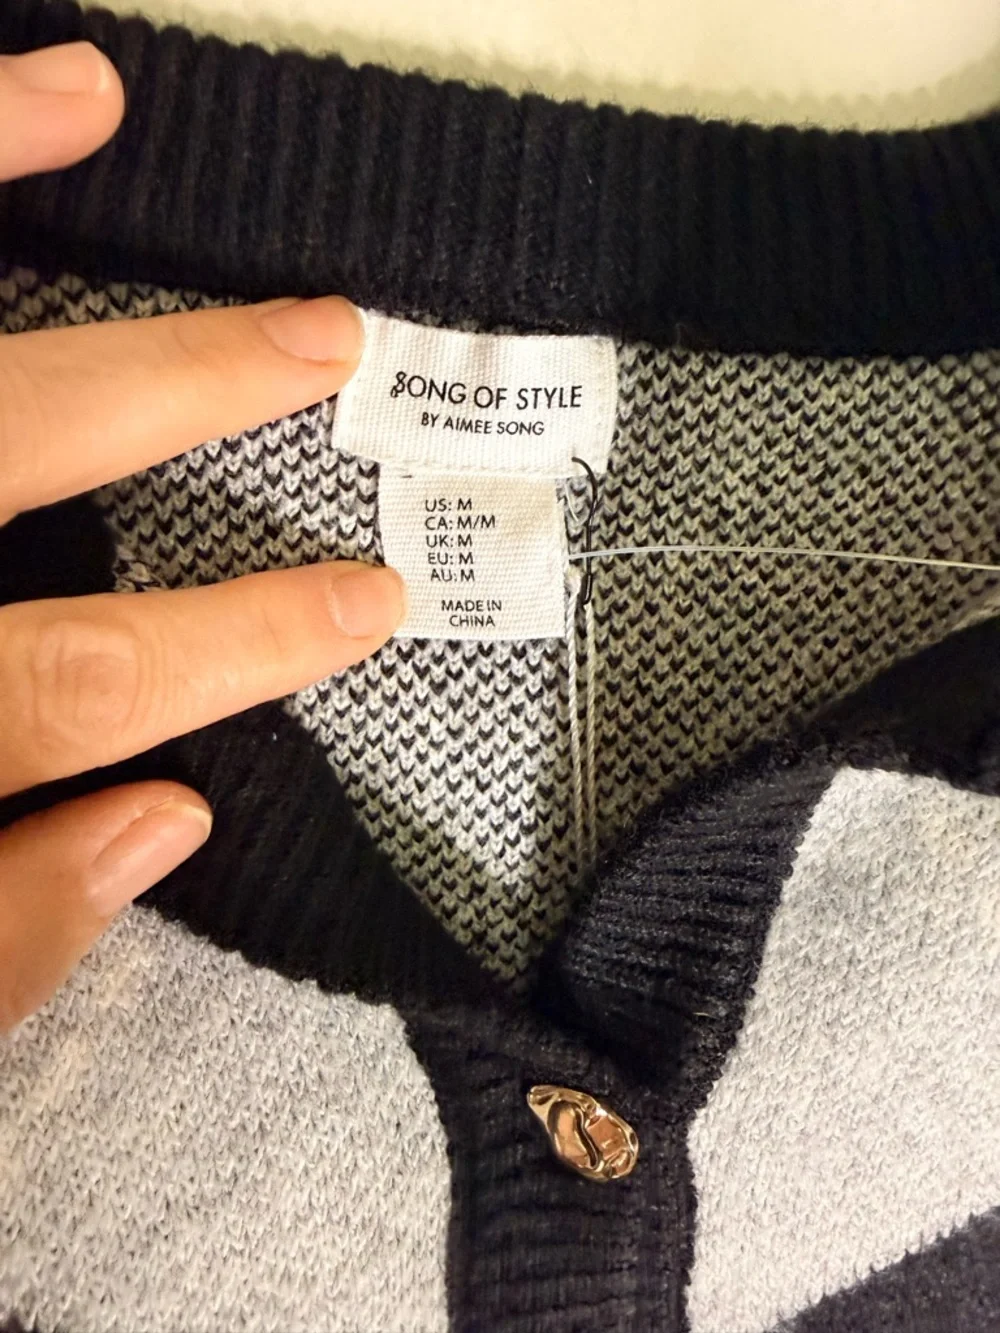 SONG OF STYLE
BY AIMEE SONG
US: M
CA: M/M
UK: M
EU: M
AU: M
MADE IN
CHINA